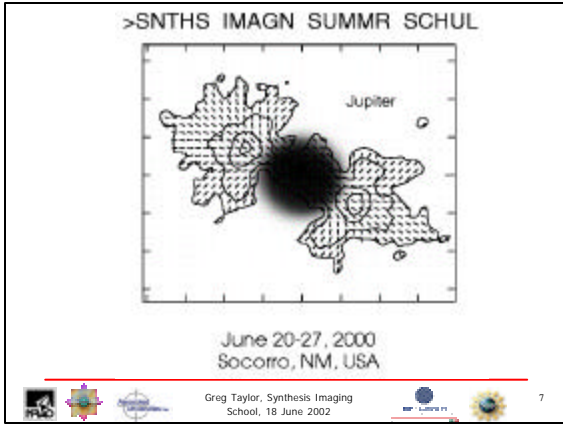 >SNTHS IMAGN SUMMR SCHUL
Jupiter
June 20-27, 2000
Socorro, NM, USA
Greg Taylor, Synthesis Imaging
School, 18 June 2002
7